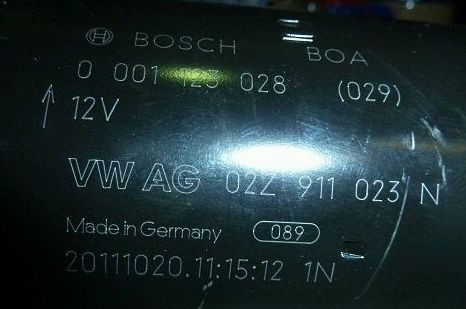 BOSCH BOA
0 001 123 028 (029)
12V
VW AG 02Z 911 023 N
Made in Germany 089
20111020.11:15:12 1N